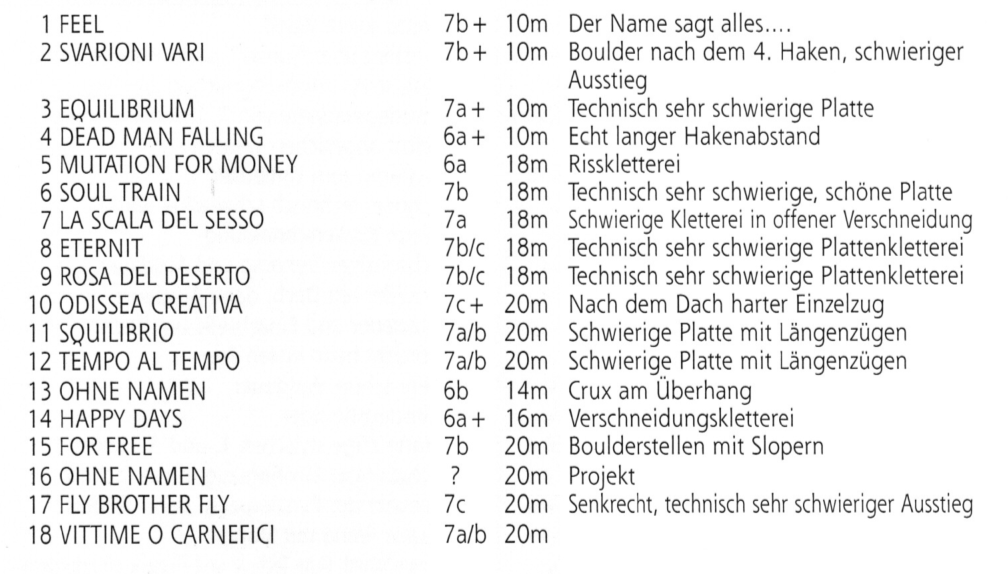 1 FEEL 7b+ 10m Der Name sagt alles....
2 SVARIONI VARI 7b+ 10m Boulder nach dem 4. Haken, schwieriger
Ausstieg
3 EQUILIBRIUM 7a+ 10m Technisch sehr schwierige Platte
4 DEAD MAN FALLING 6a+ 10m Echt langer Hakenabstand
5 MUTATION FOR MONEY 6a 18m Risskletterei
6 SOUL TRAIN 7b 18m Technisch sehr schwierige, schöne Platte
7 LA SCALA DEL SESSO 7a 18m Schwierige Kletterei in offener Verschneidung
8 ETERNIT 7b/c 18m Technisch sehr schwierige Plattenkletterei
9 ROSA DEL DESERTO 7b/c 18m Technisch sehr schwierige Plattenkletterei
10 ODISSEA CREATIVA 7c+ 20m Nach dem Dach harter Einzelzug
11 SQUILIBRIO 7a/b 20m Schwierige Platte mit Längenzügen
12 TEMPO AL TEMPO 7a/b 20m Schwierige Platte mit Längenzügen
13 OHNE NAMEN 6b 14m Crux am Überhang
14 HAPPY DAYS 6a+ 16m Verschneidungskletterei
15 FOR FREE 7b 20m Boulderstellen mit Slopern
16 OHNE NAMEN ? 20m Projekt
17 FLY BROTHER FLY 7c 20m Senkrecht, technisch sehr schwieriger Ausstieg
18 VITTIME O CARNEFICI 7a/b 20m